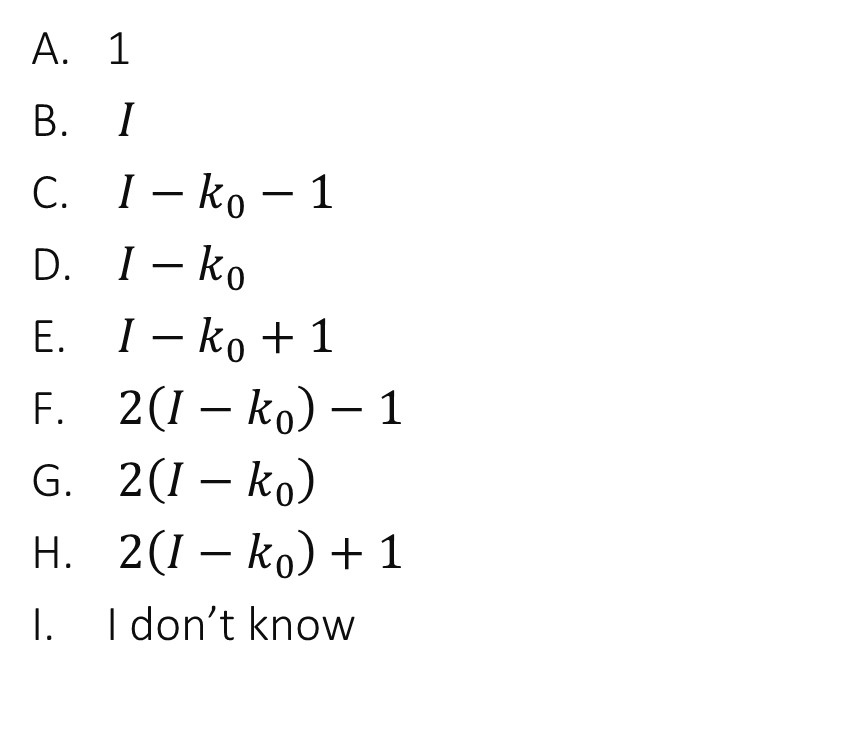 A. 1
B. I
C. I − k₀ − 1
D. I − k₀
E. I − k₀ + 1
F. 2(I − k₀) − 1
G. 2(I − k₀)
H. 2(I − k₀) + 1
I. I don’t know